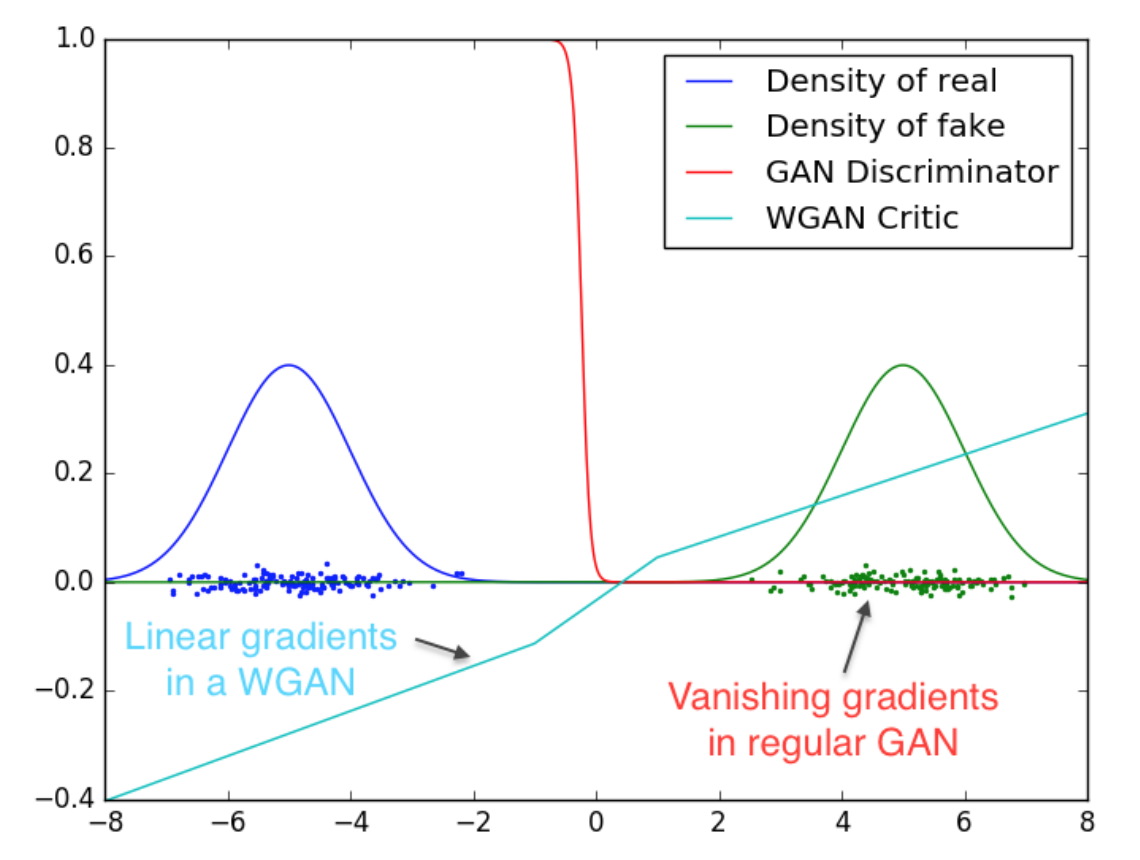 1.0
0.8
0.6
0.4
0.2
0.0
−0.2
−0.4
−8
−6
−4
−2
0
2
4
6
8
Density of real
Density of fake
GAN Discriminator
WGAN Critic
Linear gradients
in a WGAN
Vanishing gradients
in regular GAN